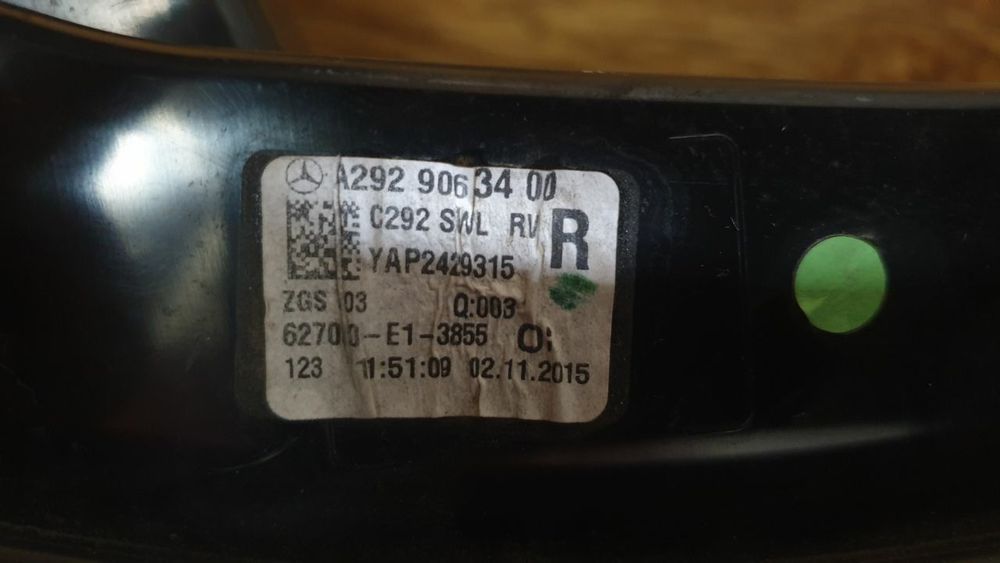 A292 906 34 00
C292 SWL RV
R
YAP2429315
ZGS 03 Q:003
62700-E1-3855 O:
123 11:51:09 02.11.2015